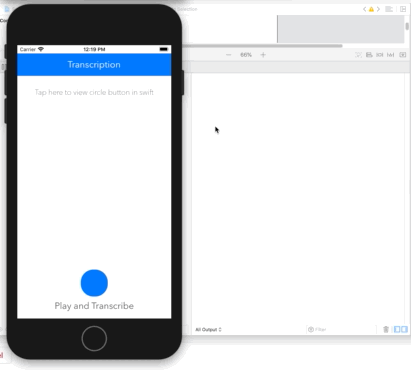 Carrier
12:19 PM
Transcription
Tap here to view circle button in swift
Play and Transcribe
66%
All Output
Filter